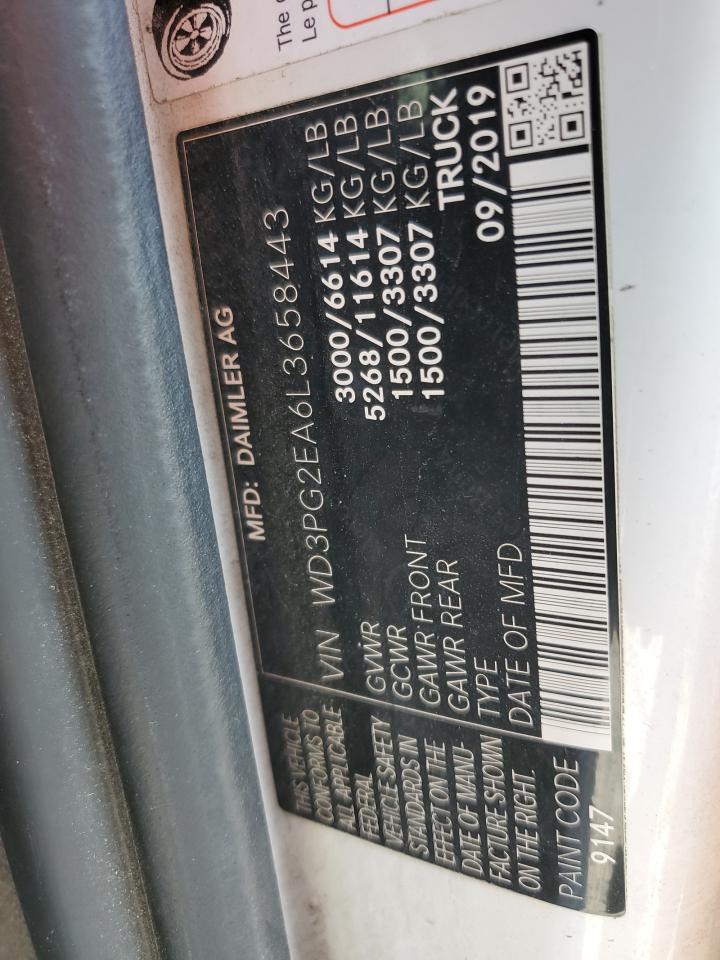 The
Le p
MFD: DAIMLER AG
VIN WD3PG2EA6L3658443
GVWR 3000/6614 KG/LB
GCWR 5268/11614 KG/LB
GAWR FRONT 1500/3307 KG/LB
GAWR REAR 1500/3307 KG/LB
TYPE TRUCK
DATE OF MFD 09/2019
THIS VEHICLE
CONFORMS TO
ALL APPLICABLE
FEDERAL
VEHICLE SAFETY
STANDARDS IN
EFFECT ON THE
DATE OF MANU-
FACTURE SHOWN
ON THE RIGHT.
PAINT CODE
9147